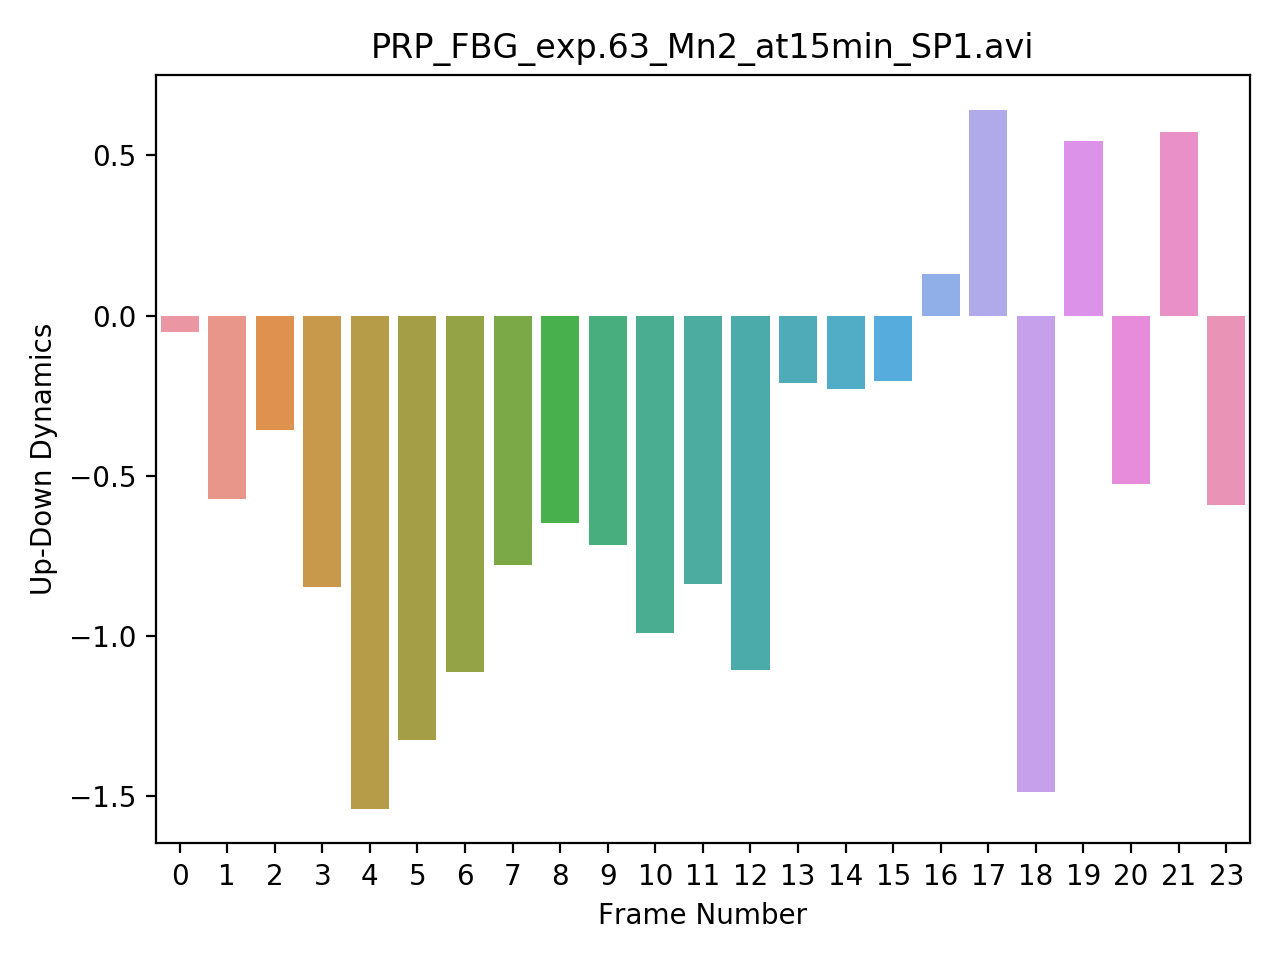 PRP_FBG_exp.63_Mn2_at15min_SP1.avi
0.5
0.0
−0.5
−1.0
−1.5
Up-Down Dynamics
0 1 2 3 4 5 6 7 8 9 10 11 12 13 14 15 16 17 18 19 20 21 23
Frame Number